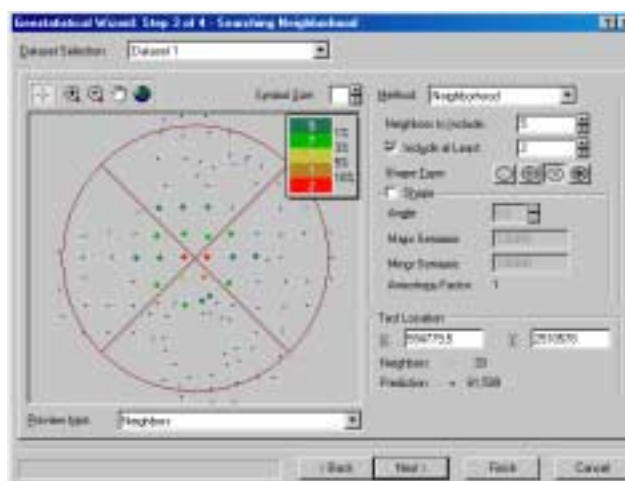 Geostatistical Wizard: Step 3 of 4 - Searching Neighborhood
Dataset Selection: Dataset 1
Symbol Size:
Method: Neighborhood
Neighbors to Include: 5
Include at Least: 2
Shape Type:
Shape
Angle:
Major Semiaxis:
Minor Semiaxis:
Anisotropy Factor: 1
Test Location
X: Y:
Neighbors : 20
Prediction =
Preview type: Neighbors
< Back Next > Finish Cancel